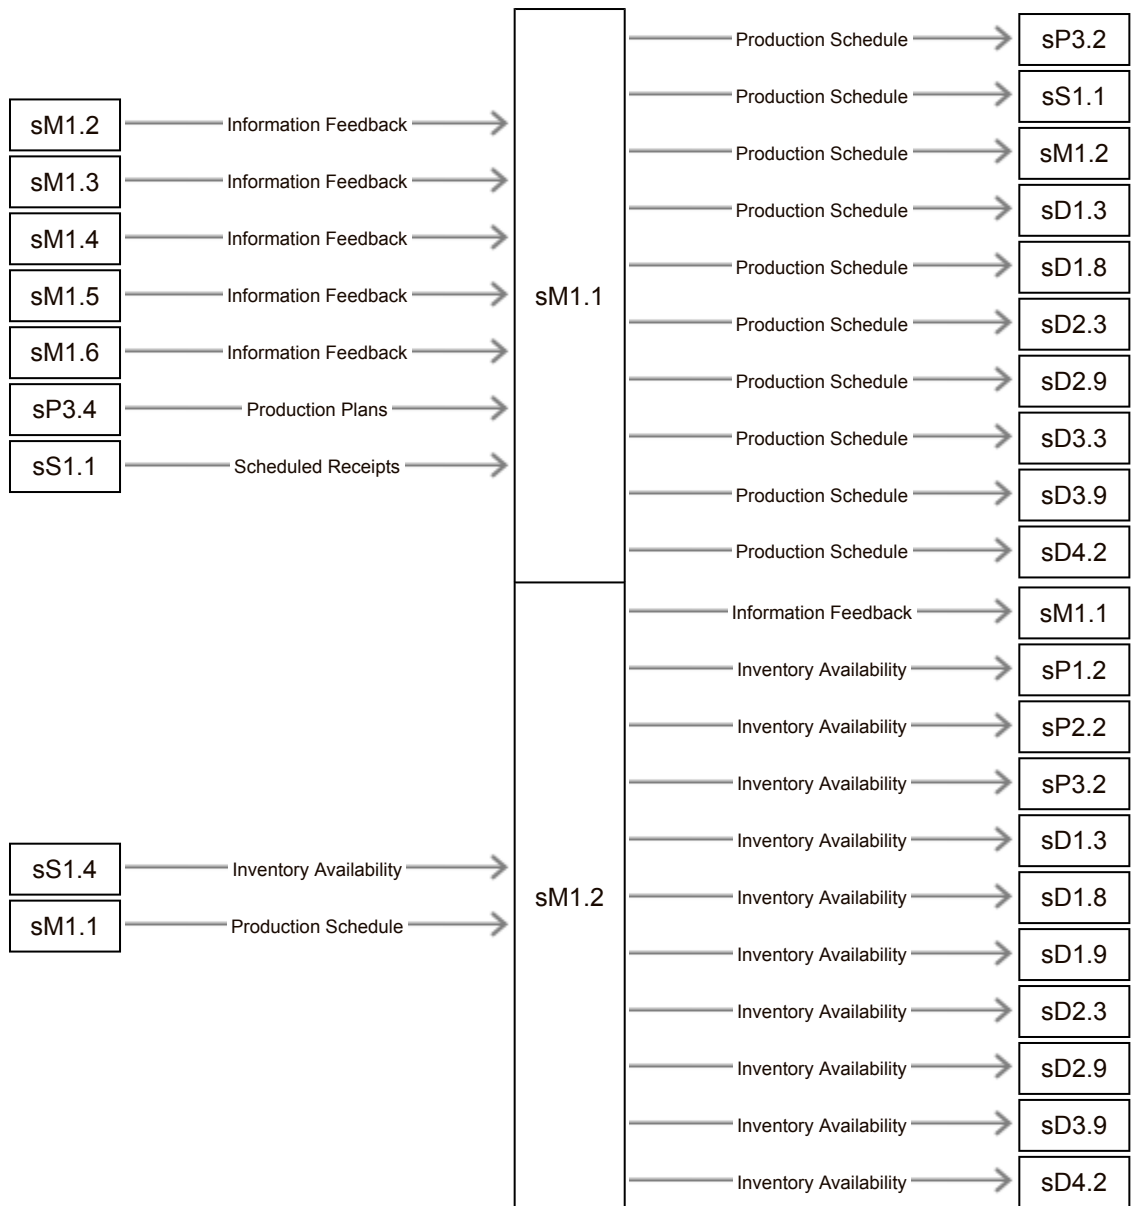 Production Schedule sP3.2
Production Schedule sS1.1
sM1.2 Information Feedback
Production Schedule sM1.2
sM1.3 Information Feedback
Production Schedule sD1.3
sM1.4 Information Feedback
Production Schedule sD1.8
sM1.5 Information Feedback
sM1.1
Production Schedule sD2.3
sM1.6 Information Feedback
Production Schedule sD2.9
sP3.4 Production Plans
Production Schedule sD3.3
sS1.1 Scheduled Receipts
Production Schedule sD3.9
Production Schedule sD4.2
Information Feedback sM1.1
Inventory Availability sP1.2
Inventory Availability sP2.2
Inventory Availability sP3.2
Inventory Availability sD1.3
sS1.4 Inventory Availability
sM1.2
Inventory Availability sD1.8
sM1.1 Production Schedule
Inventory Availability sD1.9
Inventory Availability sD2.3
Inventory Availability sD2.9
Inventory Availability sD3.9
Inventory Availability sD4.2